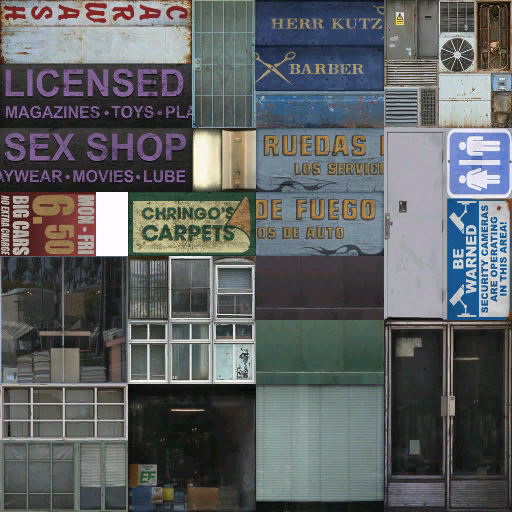 CARWASH
HERR KUTZ
BARBER
LICENSED
MAGAZINES • TOYS • PLA
SEX SHOP
AYWEAR • MOVIES • LUBE
RUEDAS
LOS SERVICE
DE FUEGO
OS DE AUTO
MON - FRI
6.50
BIG CARS
NO EXTRA CHARGE
CHRINGO'S
CARPETS
BE
WARNED
SECURITY CAMERAS
ARE OPERATING
IN THIS AREA!